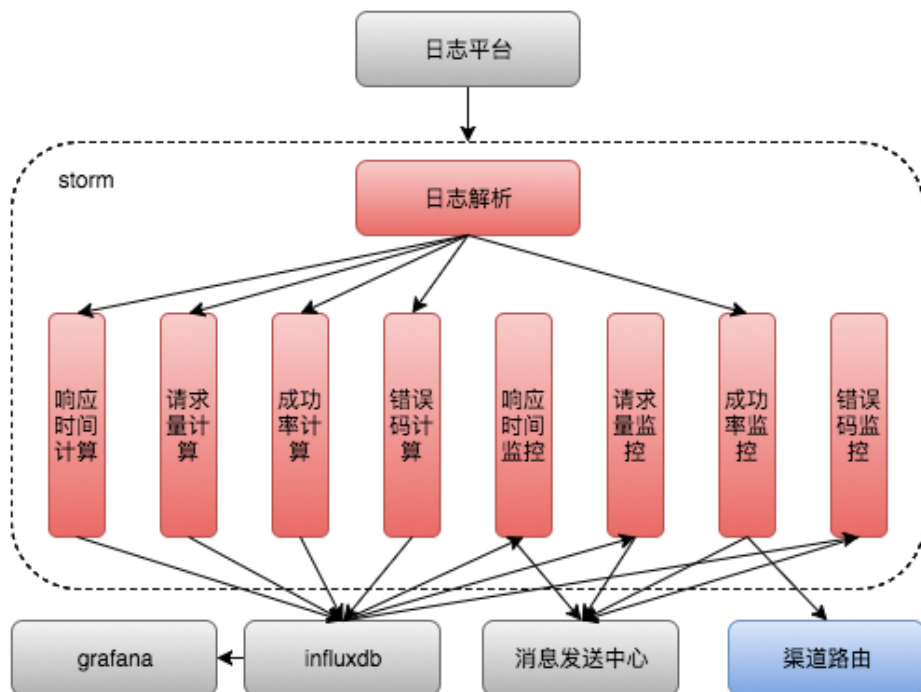 日志平台
storm
日志解析
响应
时间
计算
请求
量计算
成功
率计算
错误
码计算
响应
时间
监控
请求
量监控
成功
率监控
错误
码监控
grafana
influxdb
消息发送中心
渠道路由